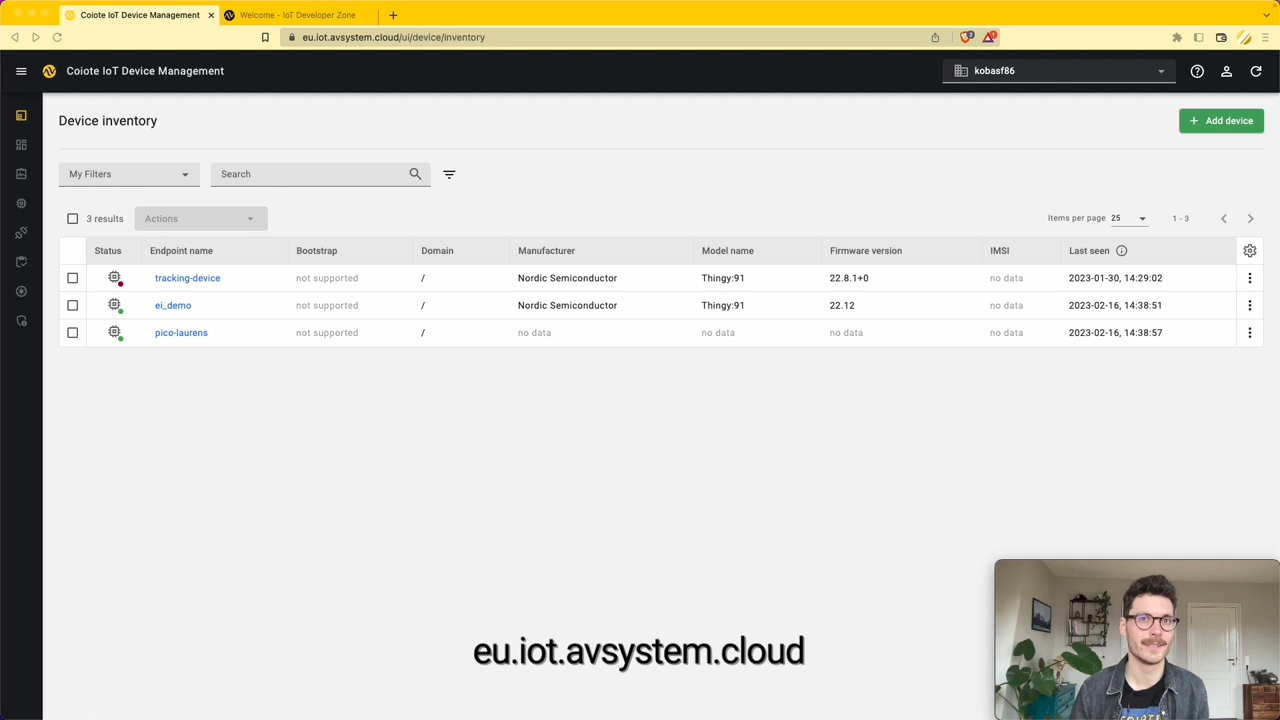 Coiote IoT Device Management
Welcome - IoT Developer Zone
eu.iot.avsystem.cloud/ui/device/inventory
2
1
Coiote IoT Device Management
kobasf86
Device inventory
Add device
My Filters
Search
3 results
Actions
Items per page 25
1 - 3
Status Endpoint name Bootstrap Domain Manufacturer Model name Firmware version IMSI Last seen
tracking-device not supported / Nordic Semiconductor Thingy:91 22.8.1+0 no data 2023-01-30, 14:29:02
ei_demo not supported / Nordic Semiconductor Thingy:91 22.12 no data 2023-02-16, 14:38:51
pico-laurens not supported / no data no data no data no data 2023-02-16, 14:38:57
eu.iot.avsystem.cloud